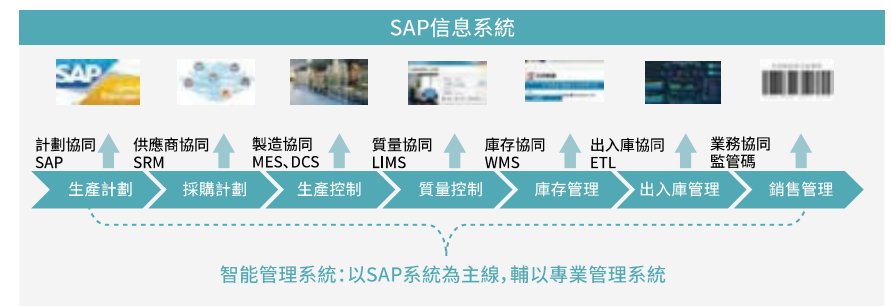 SAP信息系統
SAP
計劃協同
SAP
供應商協同
SRM
製造協同
MES、DCS
質量協同
LIMS
庫存協同
WMS
出入庫協同
ETL
業務協同
監管碼
生產計劃
採購計劃
生產控制
質量控制
庫存管理
出入庫管理
銷售管理
智能管理系統：以SAP系統為主線，輔以專業管理系統